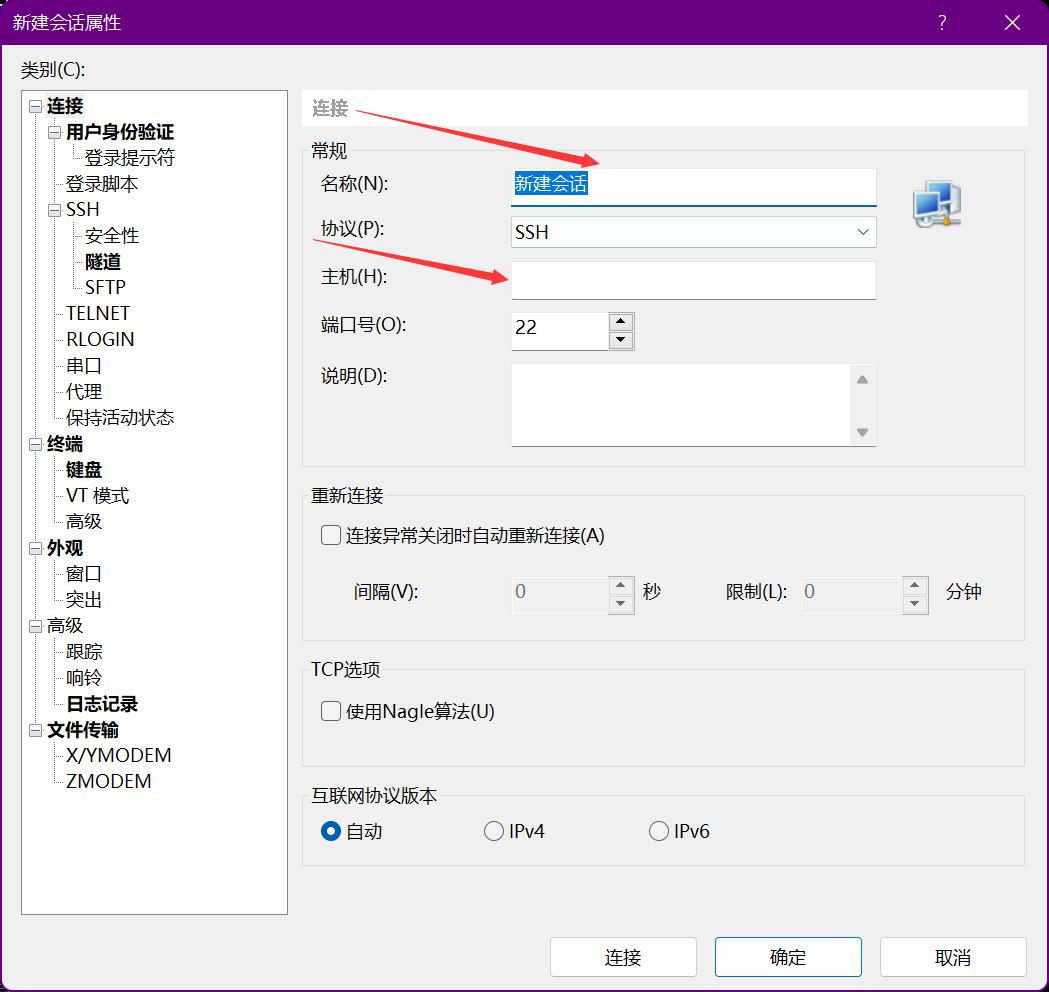 新建会话属性
类别(C):
连接
用户身份验证
登录提示符
登录脚本
SSH
安全性
隧道
SFTP
TELNET
RLOGIN
串口
代理
保持活动状态
终端
键盘
VT 模式
高级
外观
窗口
突出
高级
跟踪
响铃
日志记录
文件传输
X/YMODEM
ZMODEM
连接
常规
名称(N): 新建会话
协议(P): SSH
主机(H):
端口号(O): 22
说明(D):
重新连接
连接异常关闭时自动重新连接(A)
间隔(V): 0 秒 限制(L): 0 分钟
TCP选项
使用Nagle算法(U)
互联网协议版本
自动 IPv4 IPv6
连接 确定 取消